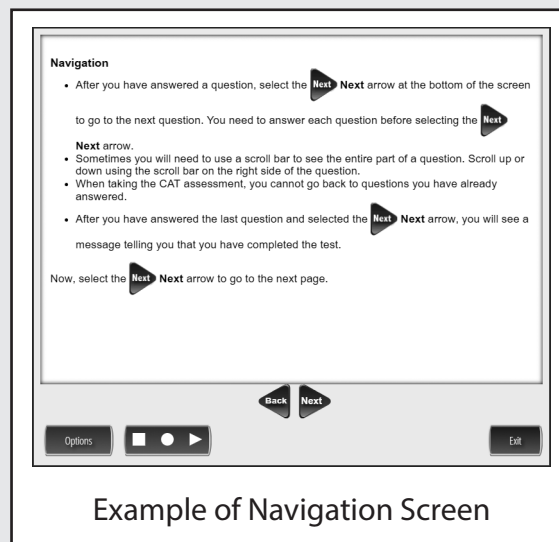 Navigation
• After you have answered a question, select the Next Next arrow at the bottom of the screen
to go to the next question. You need to answer each question before selecting the Next
Next arrow.
• Sometimes you will need to use a scroll bar to see the entire part of a question. Scroll up or
down using the scroll bar on the right side of the question.
• When taking the CAT assessment, you cannot go back to questions you have already
answered.
• After you have answered the last question and selected the Next Next arrow, you will see a
message telling you that you have completed the test.
Now, select the Next Next arrow to go to the next page.
Back Next
Options Exit
Example of Navigation Screen